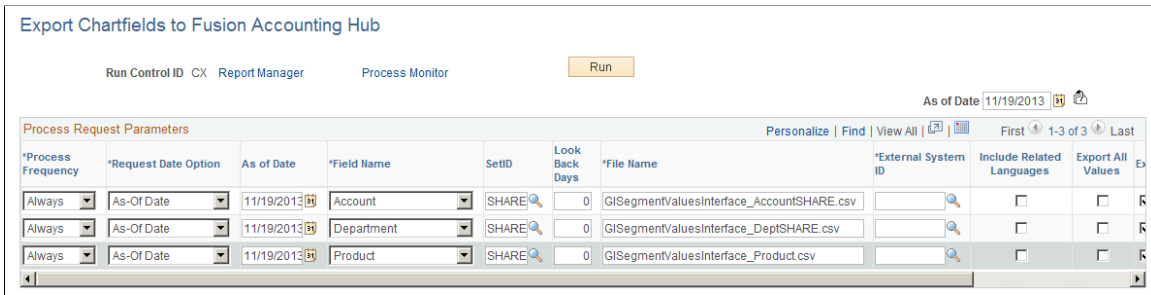 Export Chartfields to Fusion Accounting Hub
Run Control ID CX Report Manager Process Monitor Run
As of Date 11/19/2013
Process Request Parameters Personalize | Find | View All | | First 1-3 of 3 Last
*Process Frequency *Request Date Option As of Date *Field Name SetID Look Back Days *File Name *External System ID Include Related Languages Export All Values Ex
Always As-Of Date 11/19/2013 Account SHARE 0 GlSegmentValuesInterface_AccountSHARE.csv
Always As-Of Date 11/19/2013 Department SHARE 0 GlSegmentValuesInterface_DeptSHARE.csv
Always As-Of Date 11/19/2013 Product SHARE 0 GlSegmentValuesInterface_Product.csv